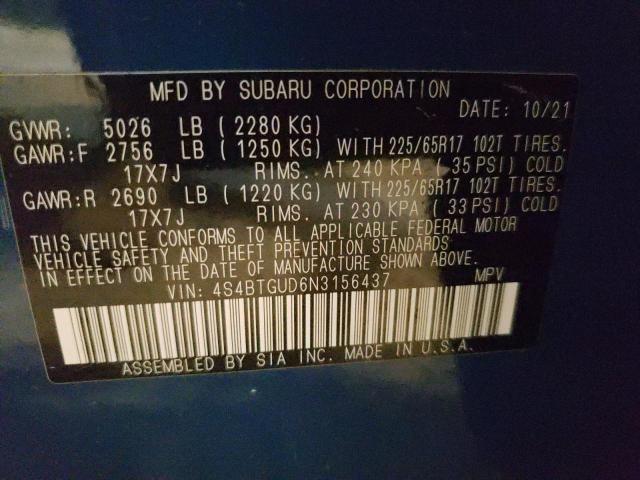 MFD BY SUBARU CORPORATION
DATE: 10/21
GVWR: 5026 LB ( 2280 KG)
GAWR:F 2756 LB ( 1250 KG) WITH 225/65R17 102T TIRES.
17X7J RIMS. AT 240 KPA ( 35 PSI) COLD
GAWR:R 2690 LB ( 1220 KG) WITH 225/65R17 102T TIRES.
17X7J RIMS. AT 230 KPA ( 33 PSI) COLD
THIS VEHICLE CONFORMS TO ALL APPLICABLE FEDERAL MOTOR
VEHICLE SAFETY AND THEFT PREVENTION STANDARDS
IN EFFECT ON THE DATE OF MANUFACTURE SHOWN ABOVE.
VIN: 4S4BTGUD6N3156437 MPV
ASSEMBLED BY SIA INC. MADE IN U.S.A.